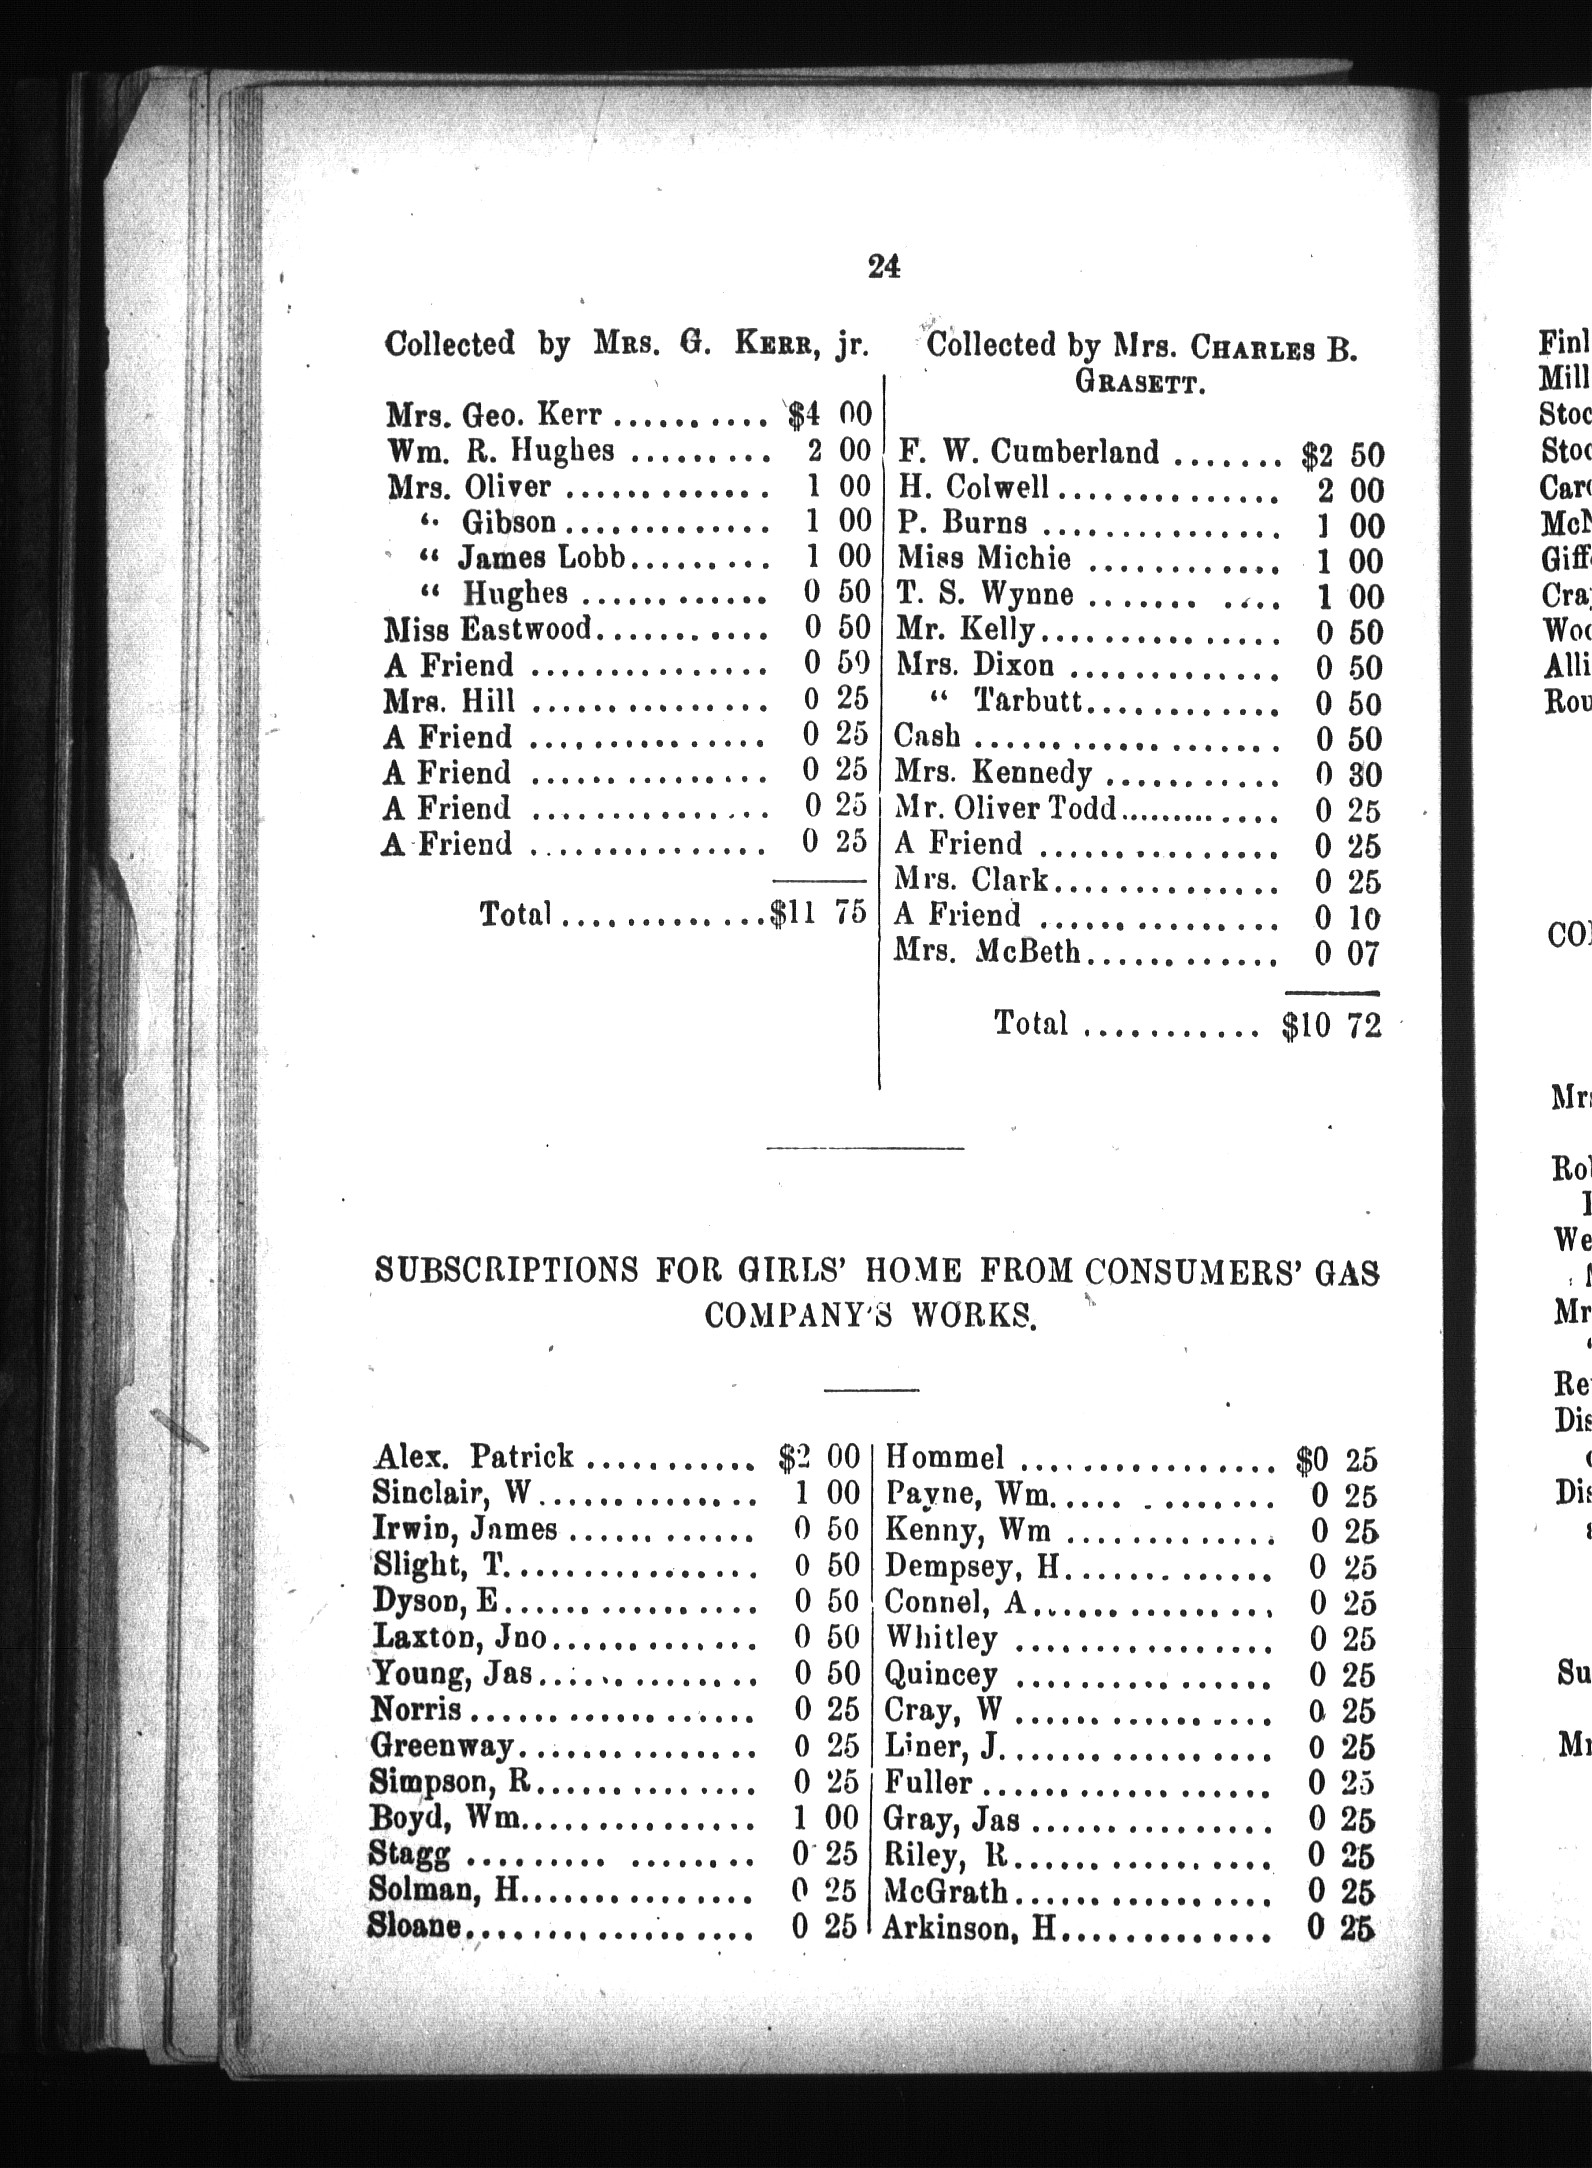 24
Collected by MRS. G. KERR, jr.
Mrs. Geo. Kerr .......... $4 00
Wm. R. Hughes ......... 2 00
Mrs. Oliver ............. 1 00
“ Gibson ............. 1 00
“ James Lobb......... 1 00
“ Hughes ............ 0 50
Miss Eastwood........... 0 50
A Friend ............... 0 50
Mrs. Hill ............... 0 25
A Friend ............... 0 25
A Friend ............... 0 25
A Friend ............... 0 25
A Friend ............... 0 25
Total .............$11 75
Collected by Mrs. CHARLES B.
GRASETT.
F. W. Cumberland ....... $2 50
H. Colwell.............. 2 00
P. Burns ............... 1 00
Miss Michie ............ 1 00
T. S. Wynne ....... .... 1 00
Mr. Kelly............... 0 50
Mrs. Dixon ............. 0 50
“ Tarbutt............ 0 50
Cash ................... 0 50
Mrs. Kennedy ........... 0 30
Mr. Oliver Todd............. 0 25
A Friend ............... 0 25
Mrs. Clark.............. 0 25
A Friend ............... 0 10
Mrs. McBeth............ 0 07
Total ........... $10 72
SUBSCRIPTIONS FOR GIRLS’ HOME FROM CONSUMERS’ GAS
COMPANY'S WORKS.
Alex. Patrick ........... $2 00
Sinclair, W.............. 1 00
Irwin, James ............ 0 50
Slight, T................ 0 50
Dyson, E................ 0 50
Laxton, Jno............. 0 50
Young, Jas.............. 0 50
Norris.................. 0 25
Greenway............... 0 25
Simpson, R.............. 0 25
Boyd, Wm............... 1 00
Stagg ......... ........ 0 25
Solman, H............... 0 25
Sloane.................. 0 25
Hommel ................ $0 25
Payne, Wm..... ........ 0 25
Kenny, Wm ............. 0 25
Dempsey, H............. 0 25
Connel, A............... 0 25
Whitley ................ 0 25
Quincey ................ 0 25
Cray, W ................ 0 25
Liner, J................. 0 25
Fuller .................. 0 25
Gray, Jas ............... 0 25
Riley, R................. 0 25
McGrath................ 0 25
Arkinson, H............. 0 25